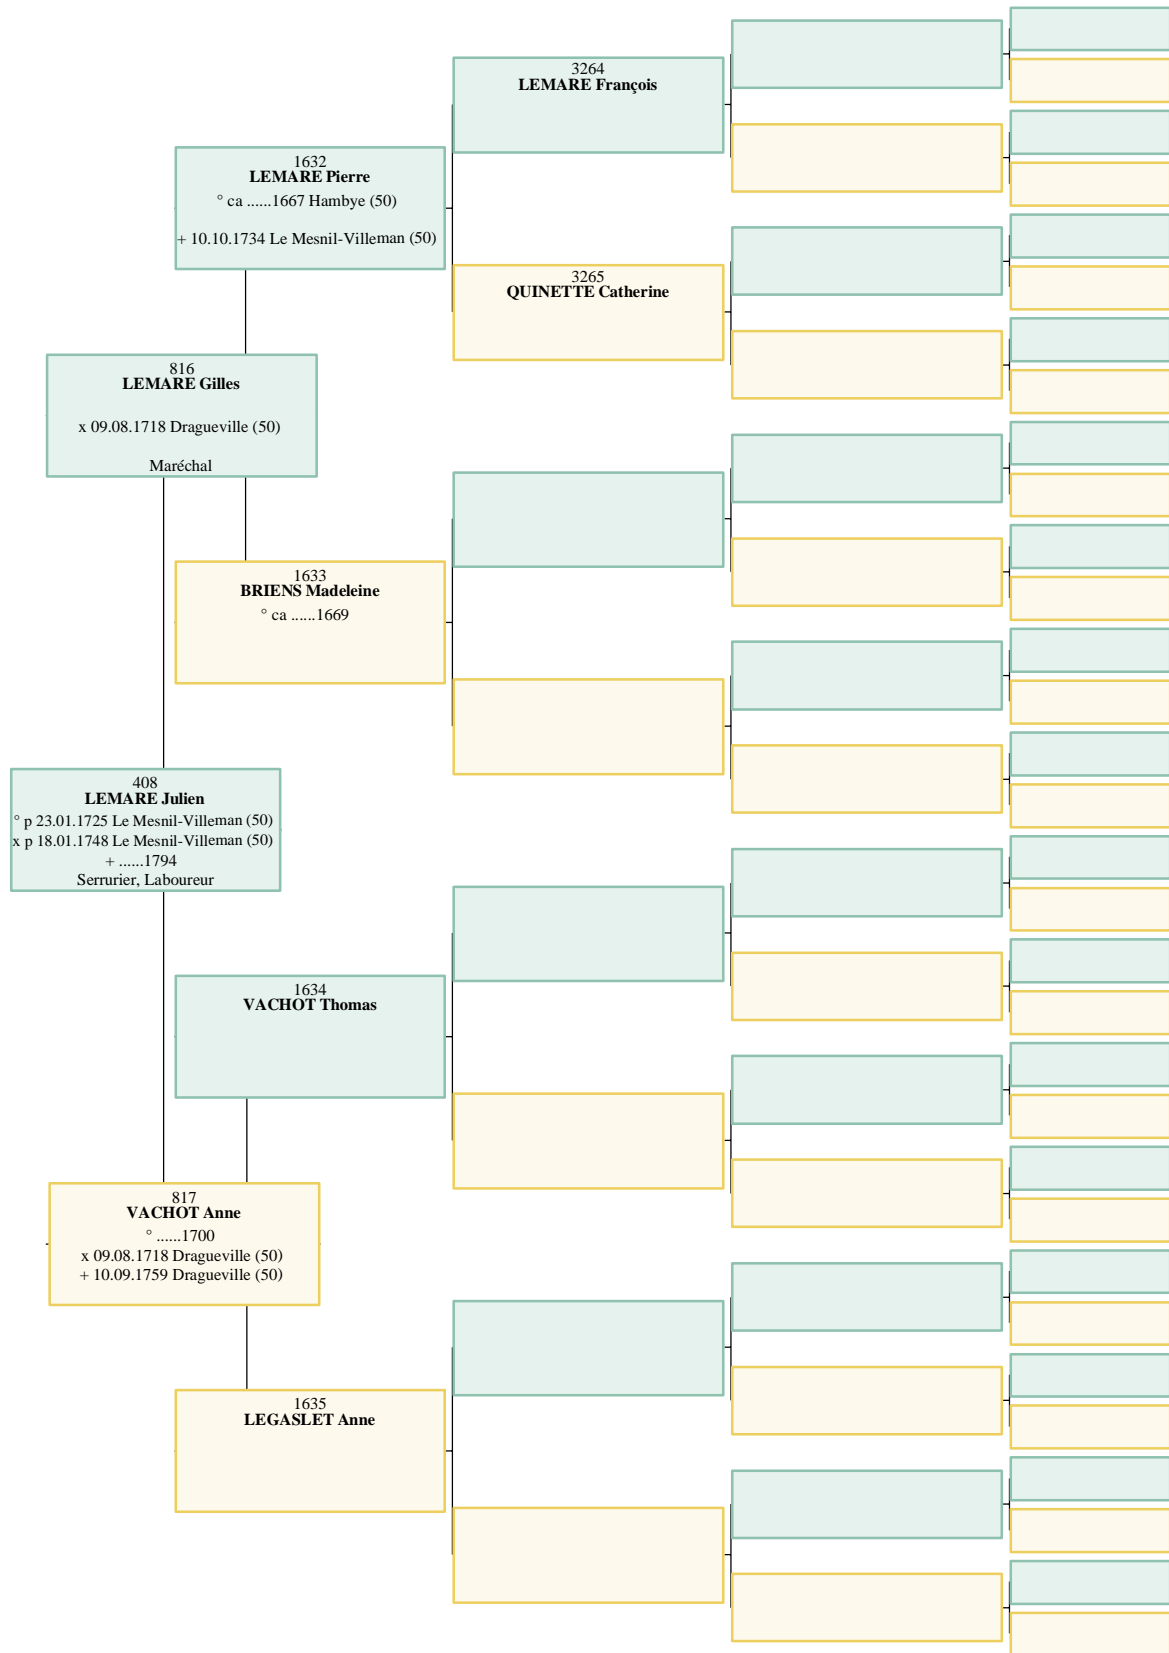 3264
LEMARE François
1632
LEMARE Pierre
° ca ......1667 Hambye (50)
+ 10.10.1734 Le Mesnil-Villeman (50)
3265
QUINETTE Catherine
816
LEMARE Gilles
x 09.08.1718 Dragueville (50)
Maréchal
1633
BRIENS Madeleine
° ca ......1669
408
LEMARE Julien
° p 23.01.1725 Le Mesnil-Villeman (50)
x p 18.01.1748 Le Mesnil-Villeman (50)
+ ......1794
Serrurier, Laboureur
1634
VACHOT Thomas
817
VACHOT Anne
° ......1700
x 09.08.1718 Dragueville (50)
+ 10.09.1759 Dragueville (50)
1635
LEGASLET Anne